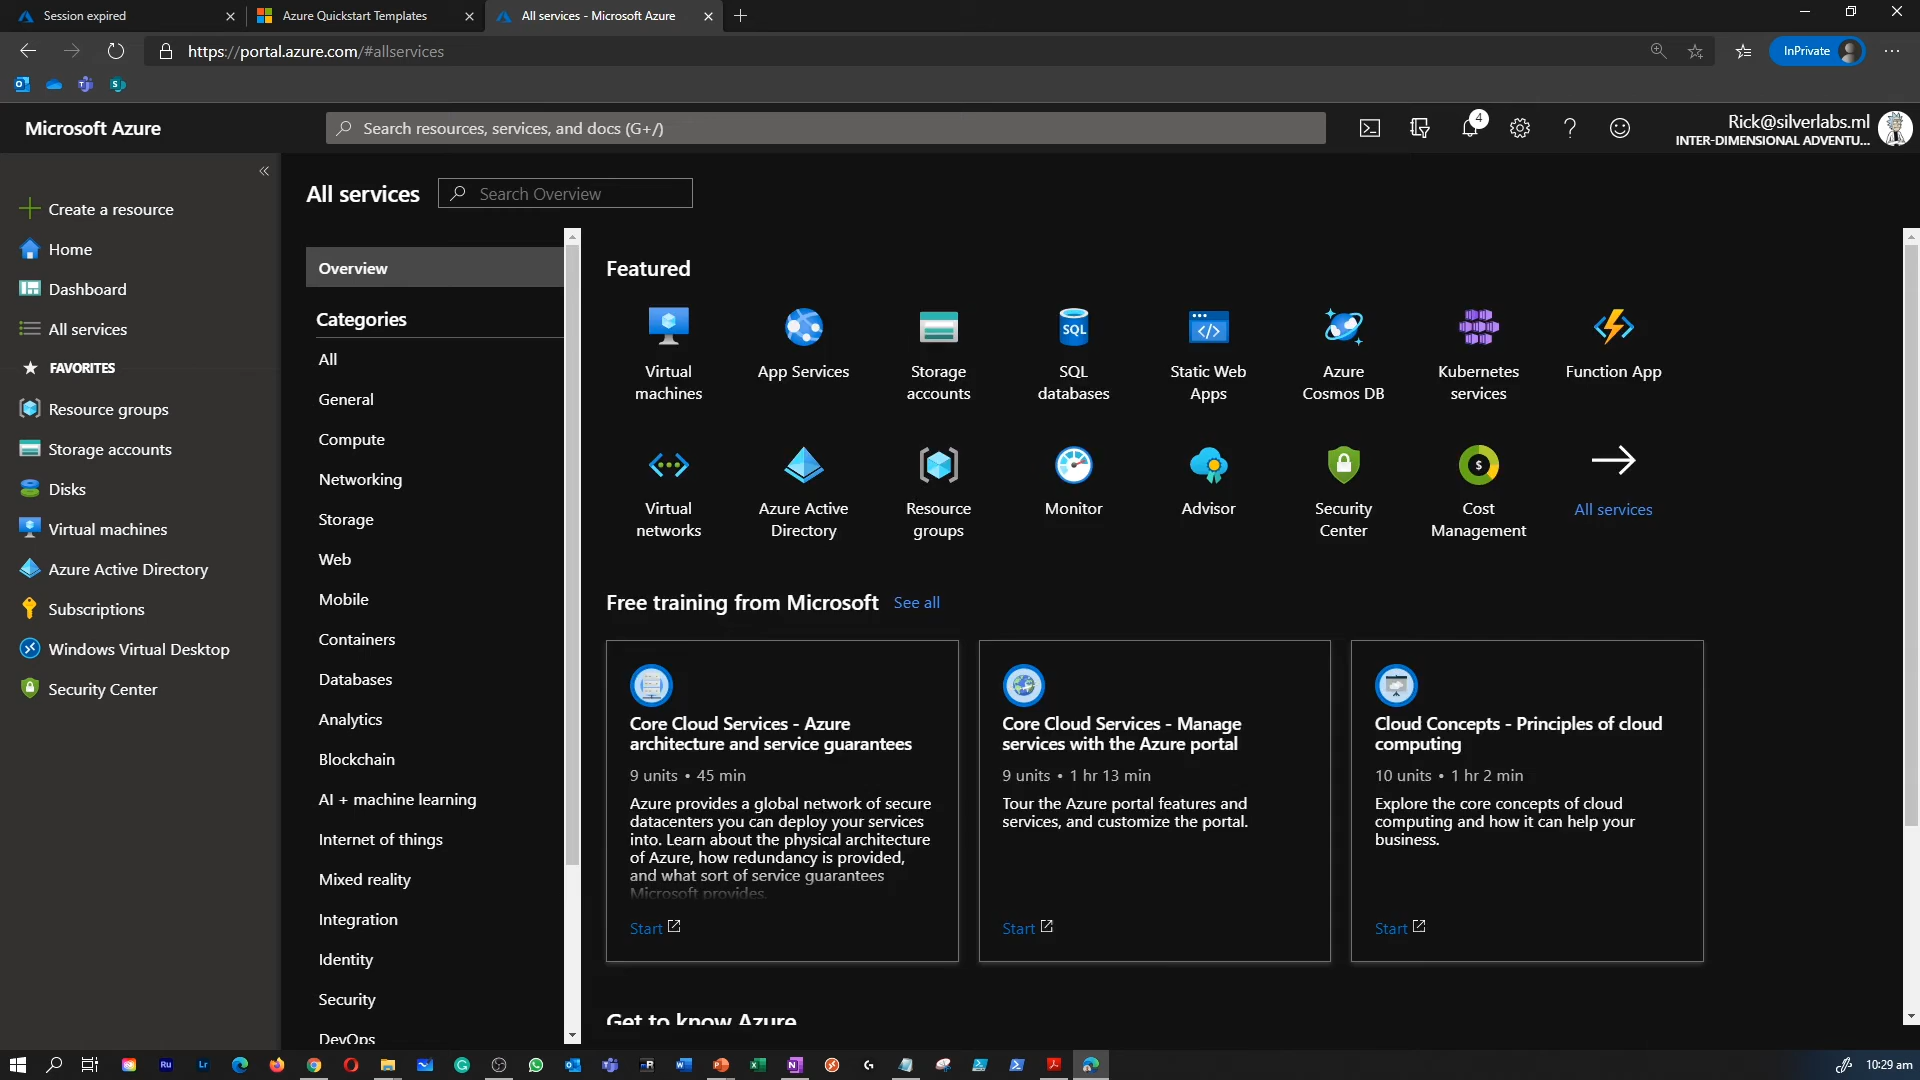 Session expired
Azure Quickstart Templates
All services - Microsoft Azure
https://portal.azure.com/#allservices
InPrivate
Microsoft Azure
Search resources, services, and docs (G+/)
4
Rick@silverlabs.ml
INTER-DIMENSIONAL ADVENTU...
Create a resource
Home
Dashboard
All services
FAVORITES
Resource groups
Storage accounts
Disks
Virtual machines
Azure Active Directory
Subscriptions
Windows Virtual Desktop
Security Center
All services
Search Overview
Overview
Categories
All
General
Compute
Networking
Storage
Web
Mobile
Containers
Databases
Analytics
Blockchain
AI + machine learning
Internet of things
Mixed reality
Integration
Identity
Security
DevOps
Featured
Virtual
machines
App Services
Storage
accounts
SQL
SQL
databases
Static Web
Apps
Azure
Cosmos DB
Kubernetes
services
Function App
Virtual
networks
Azure Active
Directory
Resource
groups
Monitor
Advisor
Security
Center
$
Cost
Management
All services
Free training from Microsoft
See all
Core Cloud Services - Azure
architecture and service guarantees
9 units • 45 min
Azure provides a global network of secure
datacenters you can deploy your services
into. Learn about the physical architecture
of Azure, how redundancy is provided,
and what sort of service guarantees
Microsoft provides.
Start
Core Cloud Services - Manage
services with the Azure portal
9 units • 1 hr 13 min
Tour the Azure portal features and
services, and customize the portal.
Start
Cloud Concepts - Principles of cloud
computing
10 units • 1 hr 2 min
Explore the core concepts of cloud
computing and how it can help your
business.
Start
Get to know Azure
Ru
Lr
10:29 am